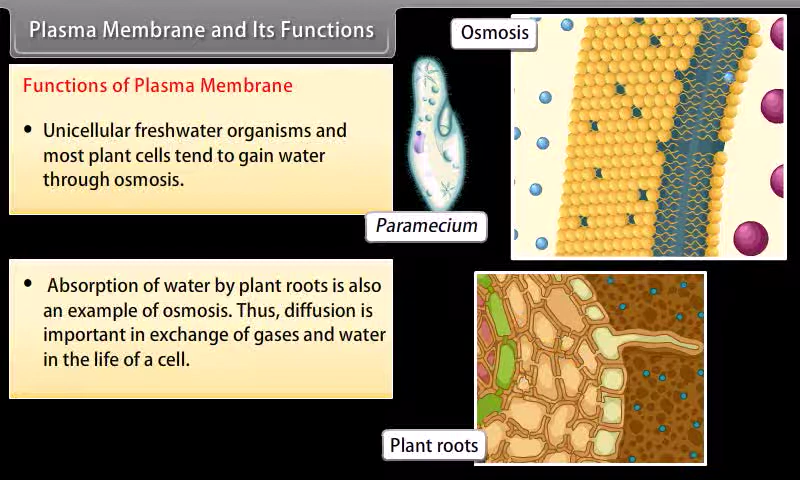 Plasma Membrane and Its Functions
Osmosis
Functions of Plasma Membrane
• Unicellular freshwater organisms and
most plant cells tend to gain water
through osmosis.
Paramecium
• Absorption of water by plant roots is also
an example of osmosis. Thus, diffusion is
important in exchange of gases and water
in the life of a cell.
Plant roots